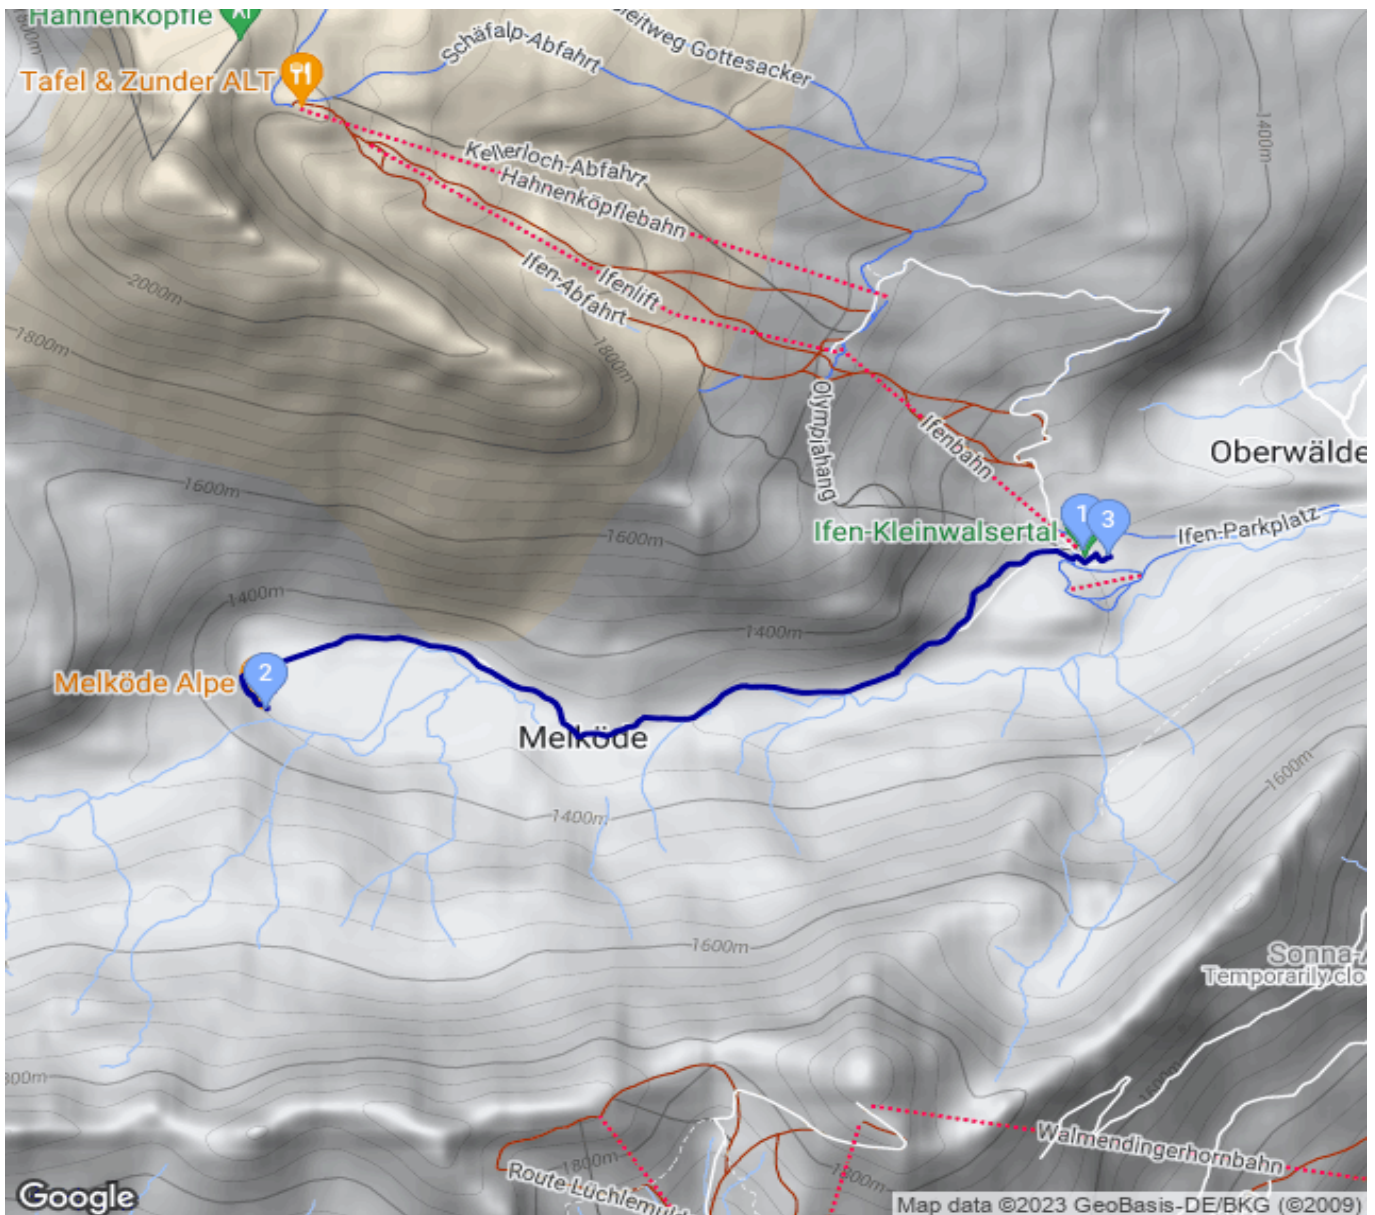 Hahnenköpfle
Tafel & Zunder ALT
Schäfalp-Abfahrt
Gottesacker
1400m
Kellerloch-Abfahrt
Hahnenköpflebahn
Ifenlift
Ifen-Abfahrt
2000m
1800m
1800m
Olympiahang
Ifenbahn
Oberwälde
1600m
1 3
Ifen-Kleinwalsertal
Ifen-Parkplatz
1600m
1400m
1400m
2
Melköde Alpe
Melköde
1600m
1400m
1600m
Sonna-A
Temporarily clo
1600m
Walmendingerhornbahn
1800m
Route Lüchlemuld
Google
Map data ©2023 GeoBasis-DE/BKG (©2009)